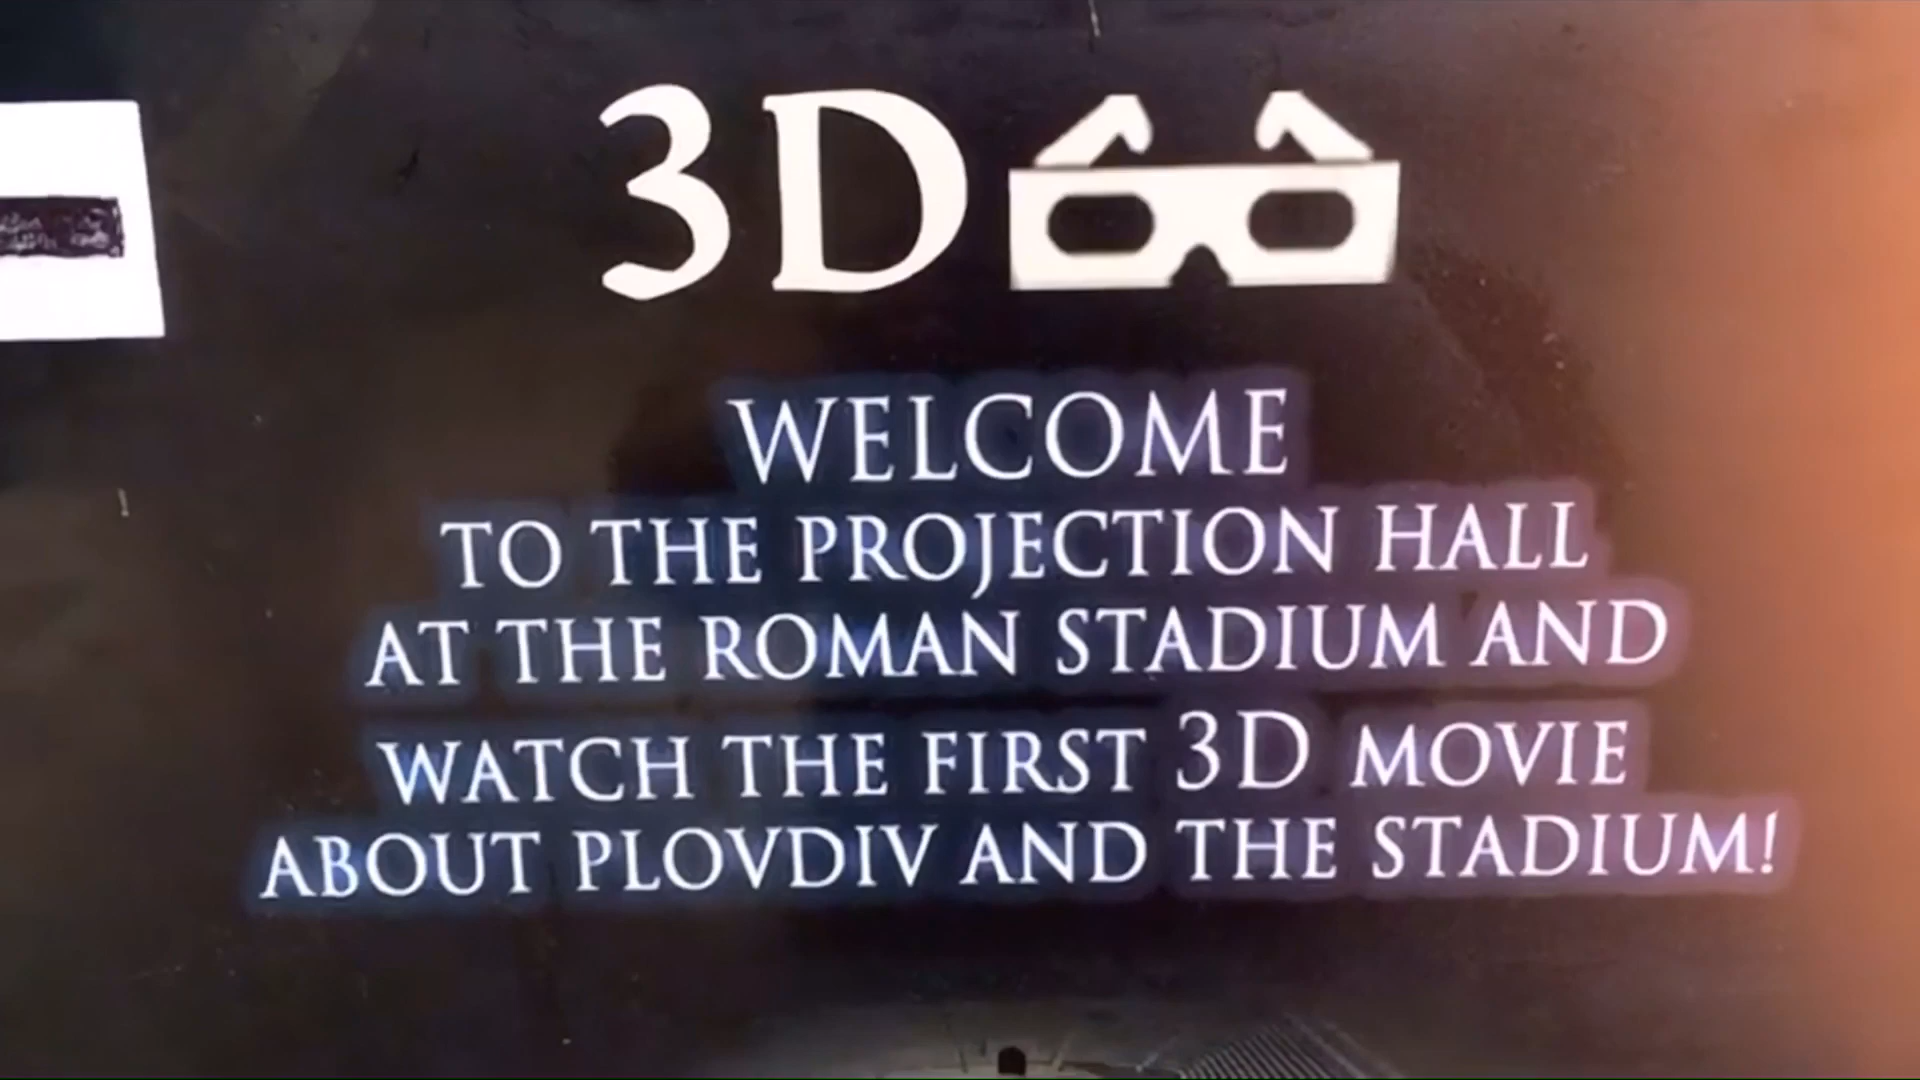 3D
WELCOME
TO THE PROJECTION HALL
AT THE ROMAN STADIUM AND
WATCH THE FIRST 3D MOVIE
ABOUT PLOVDIV AND THE STADIUM!